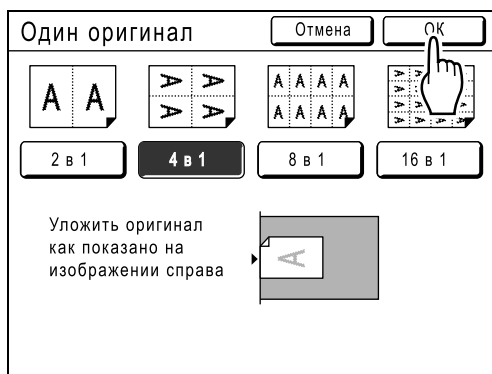 Один оригинал
Отмена
OK
A A
A A
A A
A A A A
A A A A
2 в 1
4 в 1
8 в 1
16 в 1
Уложить оригинал
как показано на
изображении справа
A